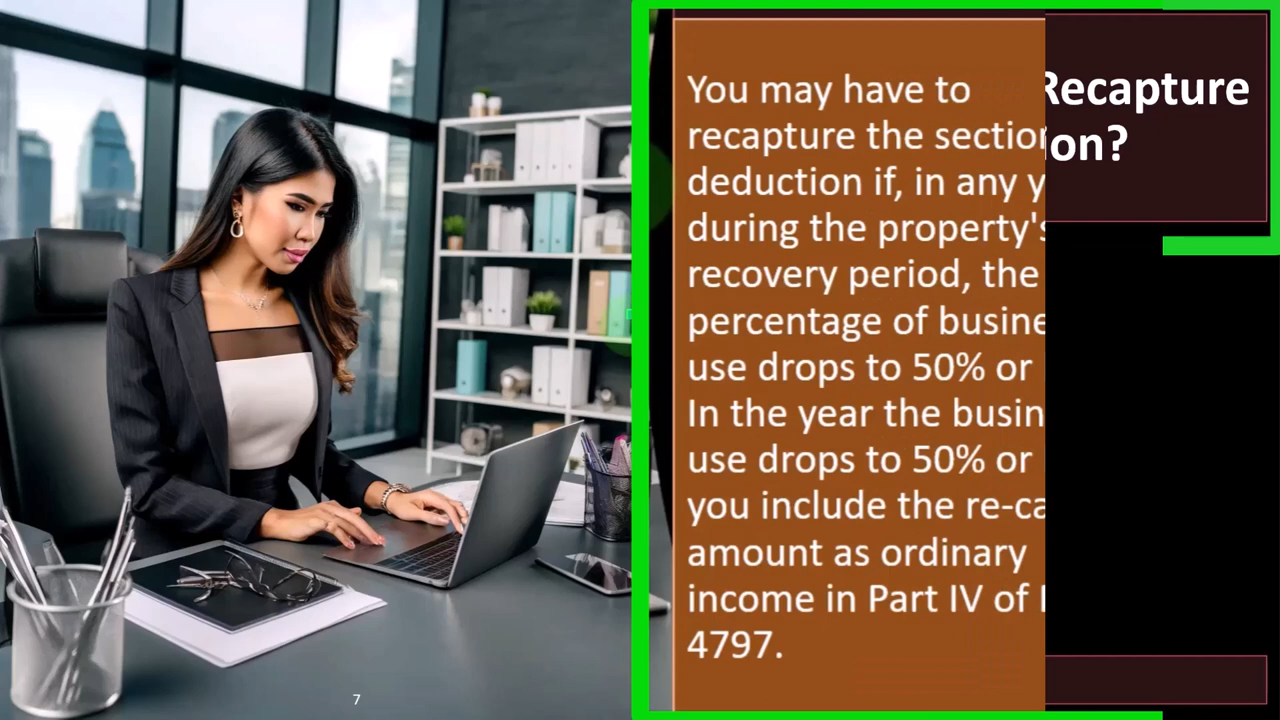 You may have to
recapture the section
deduction if, in any y
during the property's
recovery period, the
percentage of busine
use drops to 50% or
In the year the busin
use drops to 50% or
you include the re-ca
amount as ordinary
income in Part IV of
4797.
Recapture
ion?
7